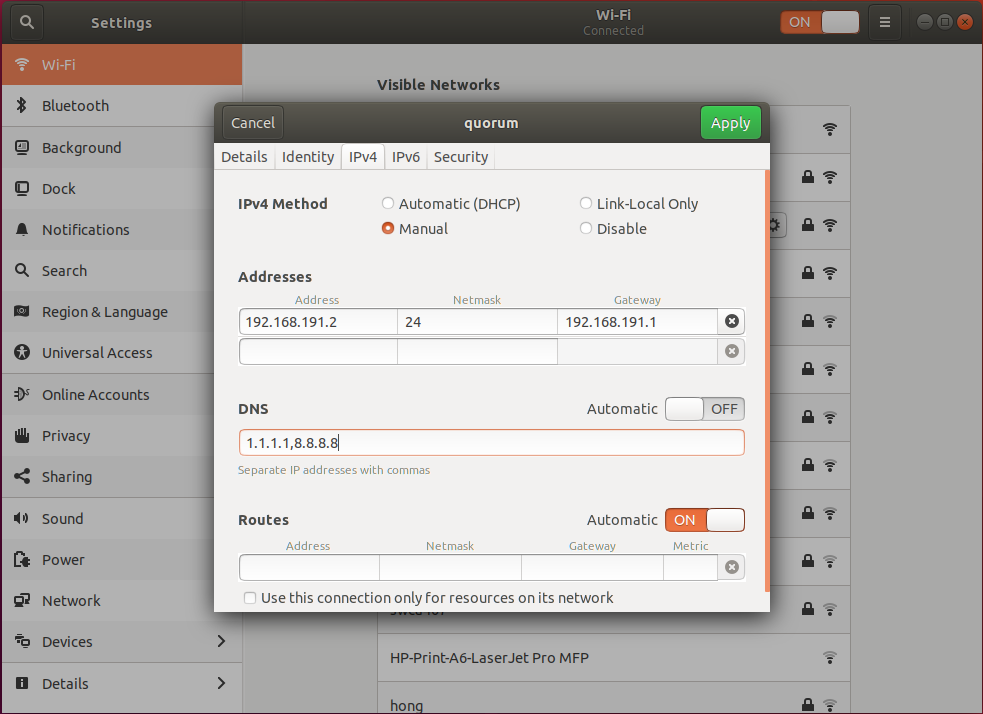 Settings
Wi-Fi
Connected
ON
Wi-Fi
Bluetooth
Background
Dock
Notifications
Search
Region & Language
Universal Access
Online Accounts
Privacy
Sharing
Sound
Power
Network
Devices
Details
Visible Networks
Cancel
quorum
Apply
Details Identity IPv4 IPv6 Security
IPv4 Method
Automatic (DHCP)
Link-Local Only
Manual
Disable
Addresses
Address Netmask Gateway
192.168.191.2 24 192.168.191.1
DNS
Automatic OFF
1.1.1.1,8.8.8.8
Separate IP addresses with commas
Routes
Automatic ON
Address Netmask Gateway Metric
Use this connection only for resources on its network
HP-Print-A6-LaserJet Pro MFP
hong